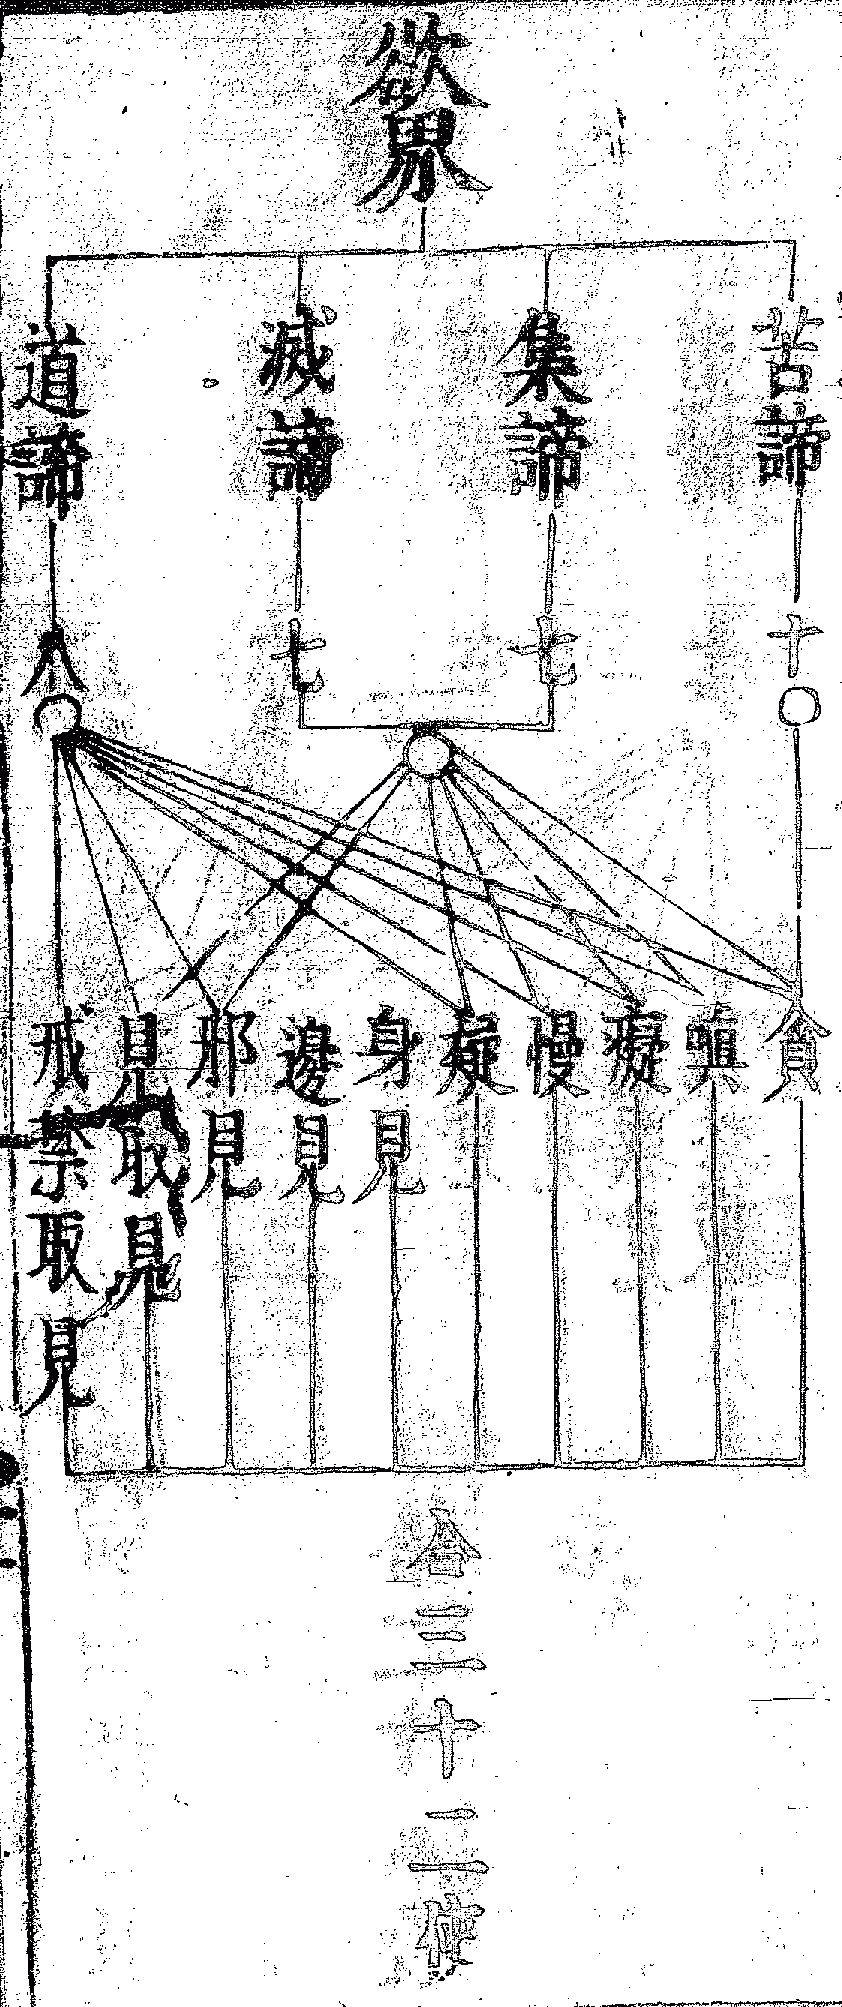 欲界
苦諦
集諦
滅諦
道諦
十
七
七
八
貪
瞋
癡
慢
疑
身見
邊見
邪見
見取見
戒禁取見
合三十二使